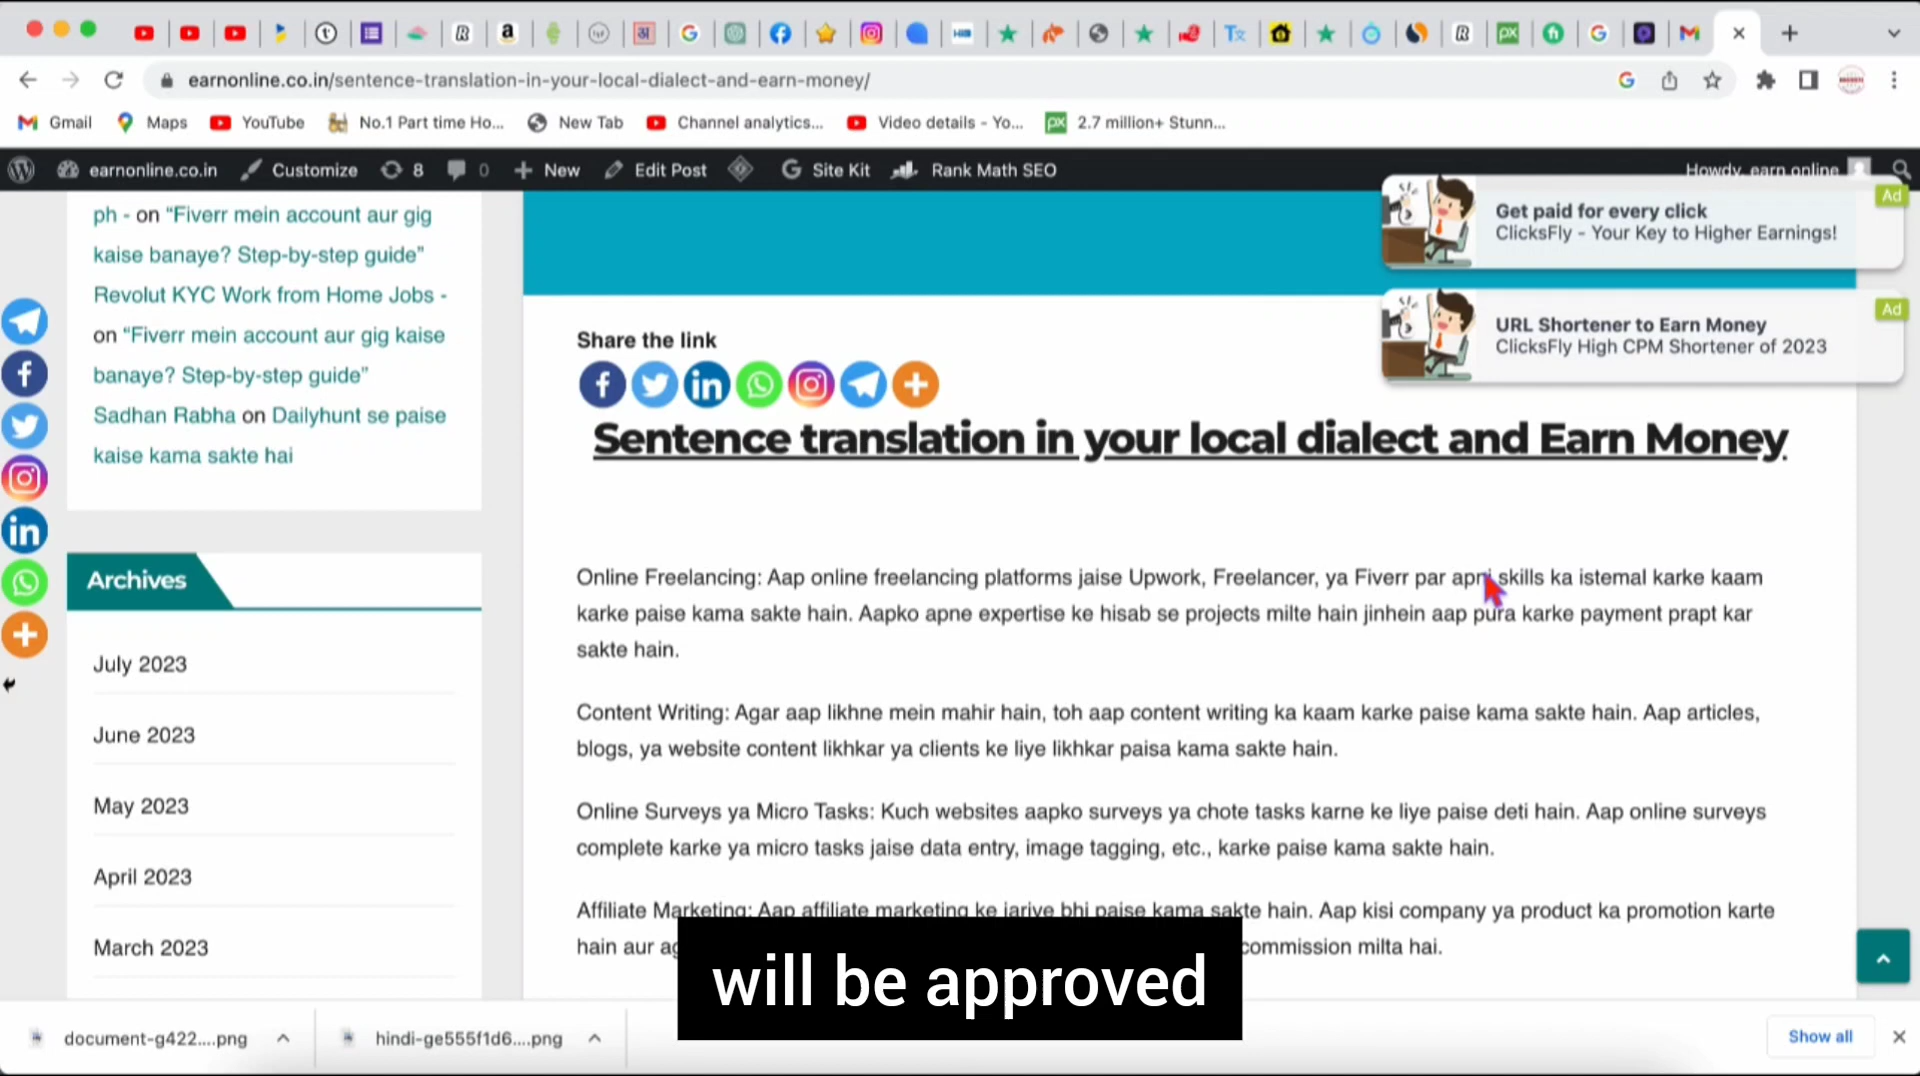 earnonline.co.in/sentence-translation-in-your-local-dialect-and-earn-money/
Gmail Maps YouTube No.1 Part time Ho... New Tab Channel analytics... Video details - Yo... 2.7 million+ Stunn...
earnonline.co.in Customize 8 0 New Edit Post Site Kit Rank Math SEO Howdy, earn online
ph - on “Fiverr mein account aur gig
kaise banaye? Step-by-step guide”
Revolut KYC Work from Home Jobs -
on “Fiverr mein account aur gig kaise
banaye? Step-by-step guide”
Sadhan Rabha on Dailyhunt se paise
kaise kama sakte hai
Archives
July 2023
June 2023
May 2023
April 2023
March 2023
Ad
Get paid for every click
ClicksFly - Your Key to Higher Earnings!
Ad
URL Shortener to Earn Money
ClicksFly High CPM Shortener of 2023
Share the link
Sentence translation in your local dialect and Earn Money
Online Freelancing: Aap online freelancing platforms jaise Upwork, Freelancer, ya Fiverr par apni skills ka istemal karke kaam
karke paise kama sakte hain. Aapko apne expertise ke hisab se projects milte hain jinhein aap pura karke payment prapt kar
sakte hain.
Content Writing: Agar aap likhne mein mahir hain, toh aap content writing ka kaam karke paise kama sakte hain. Aap articles,
blogs, ya website content likhkar ya clients ke liye likhkar paisa kama sakte hain.
Online Surveys ya Micro Tasks: Kuch websites aapko surveys ya chote tasks karne ke liye paise deti hain. Aap online surveys
complete karke ya micro tasks jaise data entry, image tagging, etc., karke paise kama sakte hain.
Affiliate Marketing: Aap affiliate marketing ke jariye bhi paise kama sakte hain. Aap kisi company ya product ka promotion karte
hain aur commission milta hai.
will be approved
document-g422....png hindi-ge555f1d6....png Show all